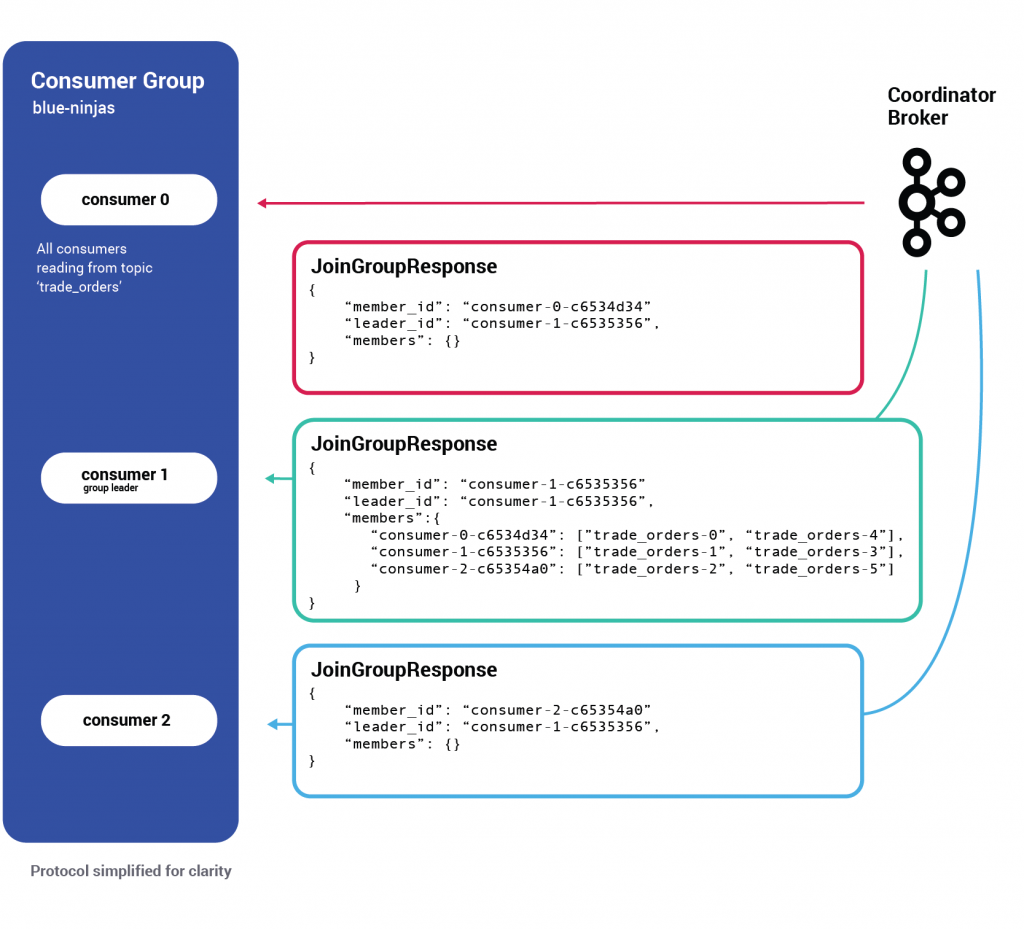 Consumer Group
blue-ninjas
Coordinator
Broker
consumer 0
All consumers
reading from topic
‘trade_orders’
JoinGroupResponse
{
“member_id”: “consumer-0-c6534d34”
“leader_id”: “consumer-1-c6535356”,
“members”: {}
}
consumer 1
group leader
JoinGroupResponse
{
“member_id”: “consumer-1-c6535356”
“leader_id”: “consumer-1-c6535356”,
“members”:{
“consumer-0-c6534d34”: [”trade_orders-0”, “trade_orders-4”],
“consumer-1-c6535356”: [”trade_orders-1”, “trade_orders-3”],
“consumer-2-c65354a0”: [”trade_orders-2”, “trade_orders-5”]
}
}
consumer 2
JoinGroupResponse
{
“member_id”: “consumer-2-c65354a0”
“leader_id”: “consumer-1-c6535356”,
“members”: {}
}
Protocol simplified for clarity